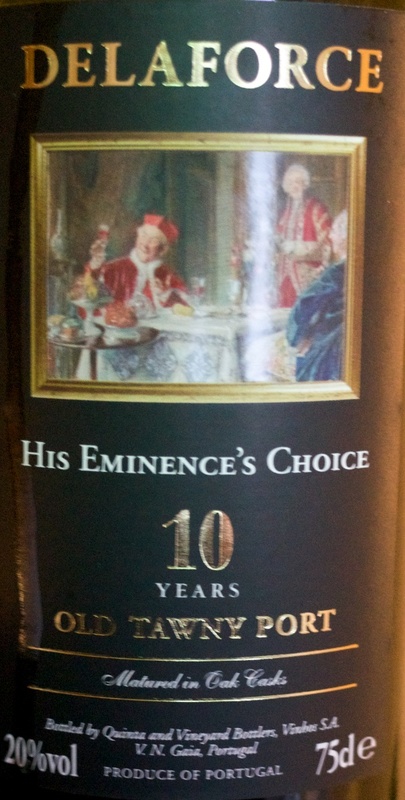 DELAFORCE
HIS EMINENCE'S CHOICE
10
YEARS
OLD TAWNY PORT
Matured in Oak Casks
Bottled by Quinta and Vineyard Bottlers, Vinhos S.A.
V. N. Gaia, Portugal
20%vol
75cl e
PRODUCE OF PORTUGAL